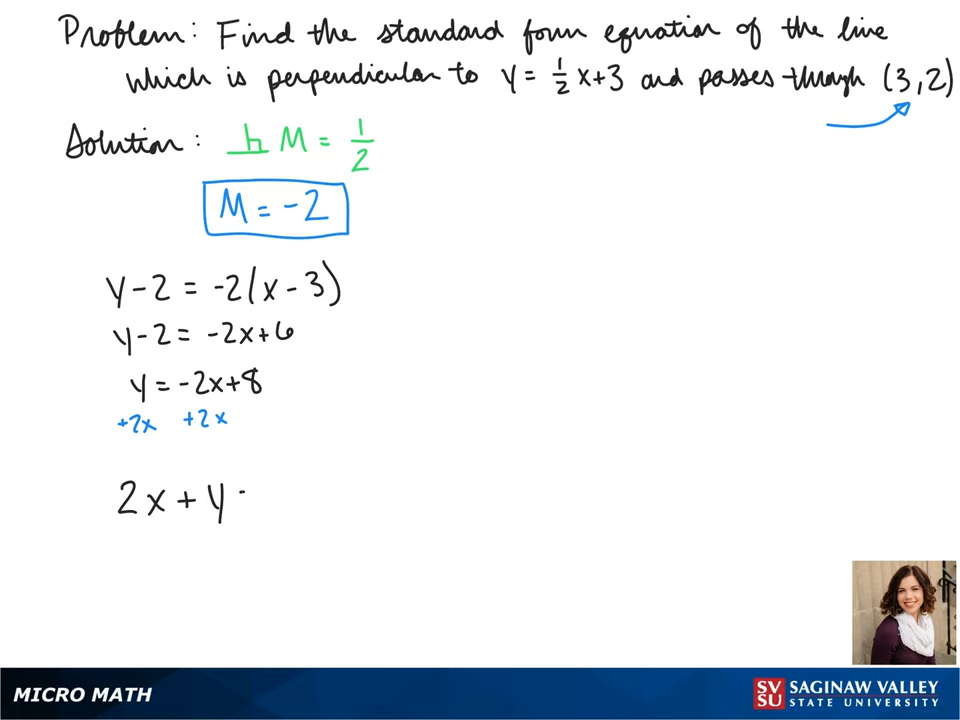 Problem: Find the standard form equation of the line
which is perpendicular to y = 1/2 x + 3 and passes through (3, 2)
Solution: M = 1/2
M = -2
y - 2 = -2(x - 3)
y - 2 = -2x + 6
y = -2x + 8
+2x +2x
2x + y -
MICRO MATH
SVSU SAGINAW VALLEY
STATE UNIVERSITY